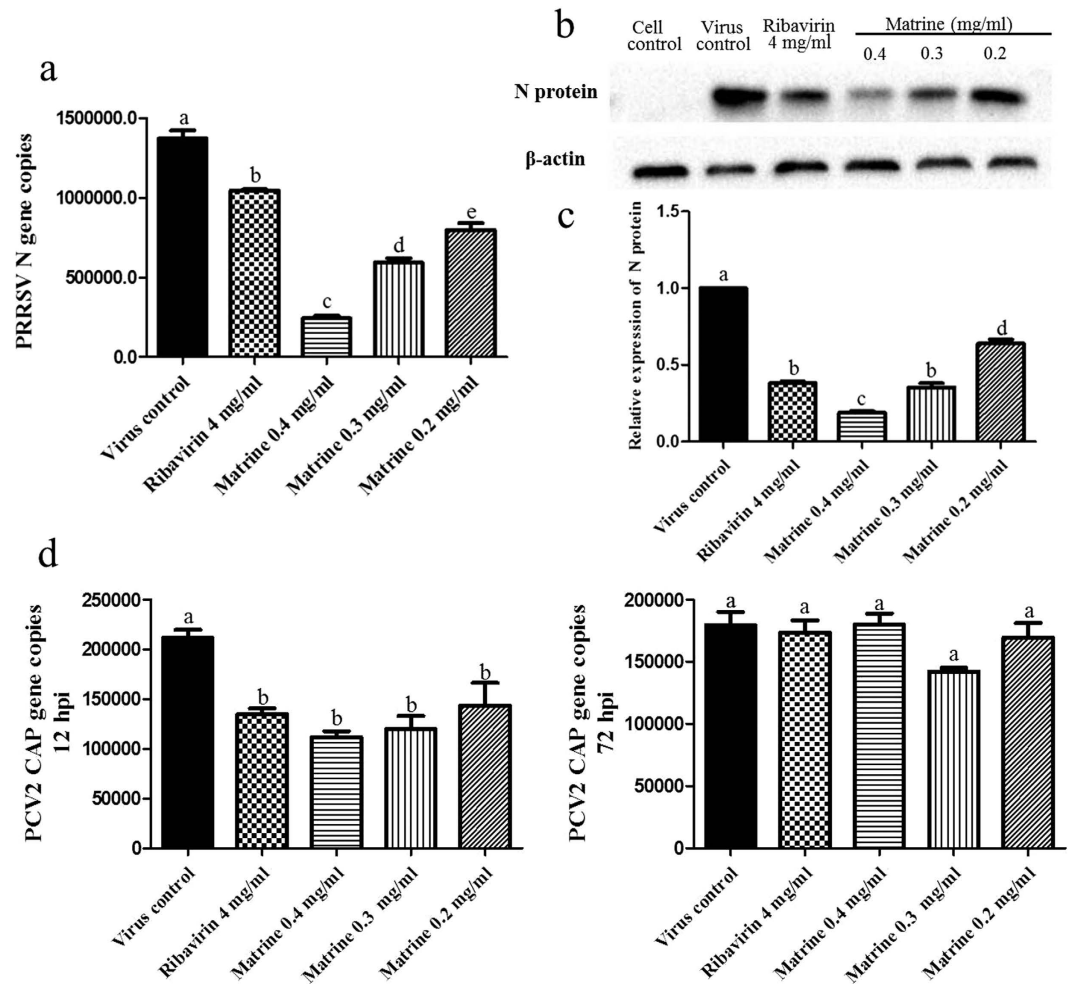 a
PRRSV N gene copies
1500000.0
1000000.0
500000.0
0.0
a
b
c
d
e
Virus control
Ribavirin 4 mg/ml
Matrine 0.4 mg/ml
Matrine 0.3 mg/ml
Matrine 0.2 mg/ml
b
Cell
control
Virus
control
Ribavirin
4 mg/ml
Matrine (mg/ml)
0.4
0.3
0.2
N protein
β-actin
c
Relative expression of N protein
1.5
1.0
0.5
0.0
a
b
c
b
d
Virus control
Ribavirin 4 mg/ml
Matrine 0.4 mg/ml
Matrine 0.3 mg/ml
Matrine 0.2 mg/ml
d
PCV2 CAP gene copies
12 hpi
250000
200000
150000
100000
50000
0
a
b
b
b
b
Virus control
Ribavirin 4 mg/ml
Matrine 0.4 mg/ml
Matrine 0.3 mg/ml
Matrine 0.2 mg/ml
PCV2 CAP gene copies
72 hpi
200000
150000
100000
50000
0
a
a
a
a
a
Virus control
Ribavirin 4 mg/ml
Matrine 0.4 mg/ml
Matrine 0.3 mg/ml
Matrine 0.2 mg/ml